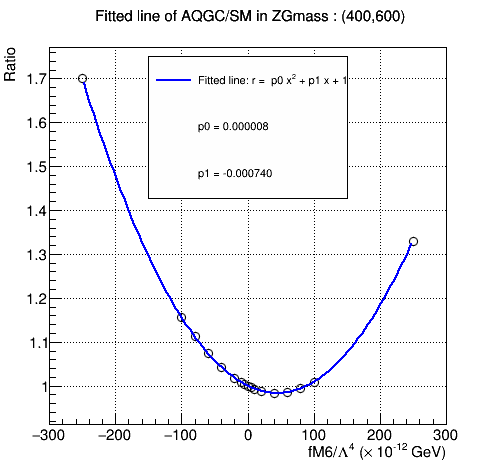 Fitted line of AQGC/SM in ZGmass : (400,600)
Ratio
Fitted line: r = p0 x² + p1 x + 1
p0 = 0.000008
p1 = -0.000740
1.7
1.6
1.5
1.4
1.3
1.2
1.1
1
−300 −200 −100 0 100 200 300
fM6/Λ⁴ (× 10⁻¹² GeV)